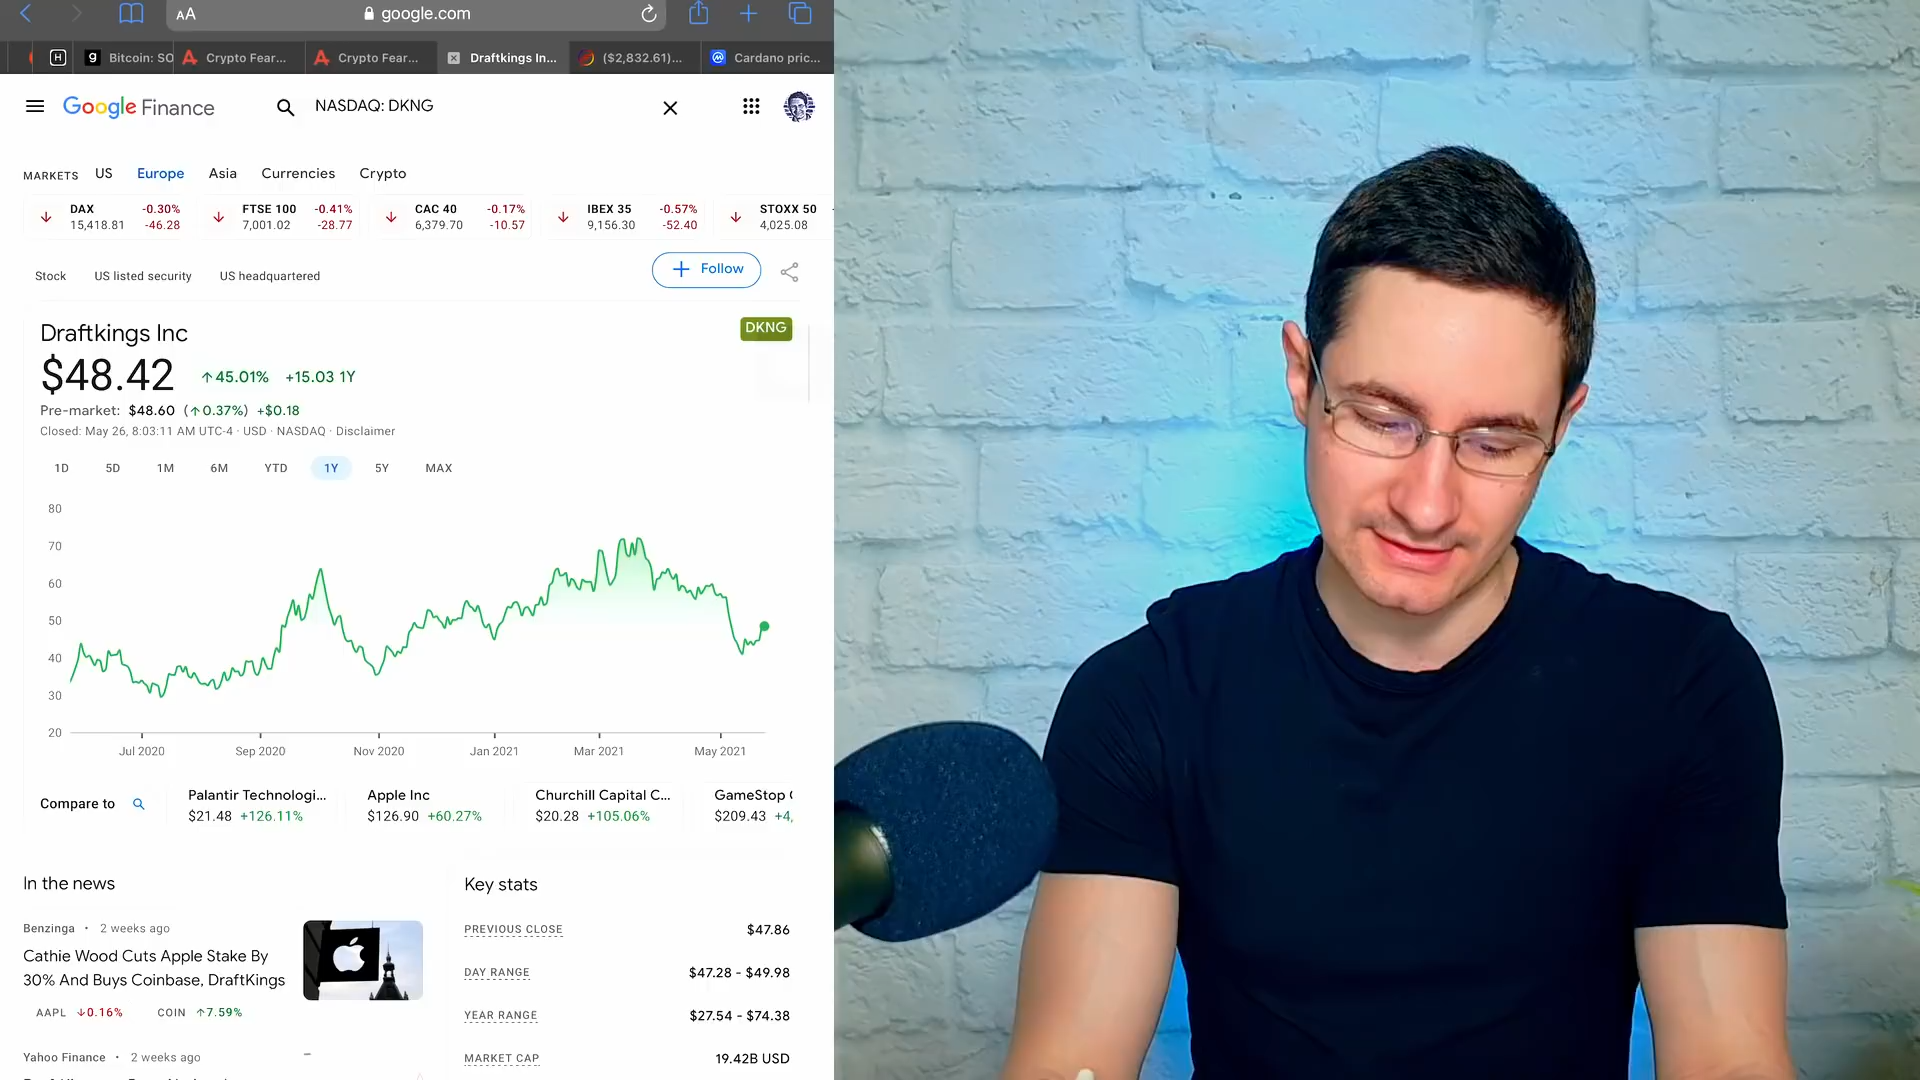 AA google.com
H g Bitcoin: SO Crypto Fear... Crypto Fear... Draftkings In... ($2,832.61)... Cardano pric...
Google Finance NASDAQ: DKNG
MARKETS US Europe Asia Currencies Crypto
DAX -0.30% FTSE 100 -0.41% CAC 40 -0.17% IBEX 35 -0.57% STOXX 50
15,418.81 -46.28 7,001.02 -28.77 6,379.70 -10.57 9,156.30 -52.40 4,025.08
Stock US listed security US headquartered + Follow
Draftkings Inc DKNG
$48.42 ↑45.01% +15.03 1Y
Pre-market: $48.60 (↑0.37%) +$0.18
Closed: May 26, 8:03:11 AM UTC-4 · USD · NASDAQ · Disclaimer
1D 5D 1M 6M YTD 1Y 5Y MAX
80
70
60
50
40
30
20
Jul 2020 Sep 2020 Nov 2020 Jan 2021 Mar 2021 May 2021
Compare to Palantir Technologi... Apple Inc Churchill Capital C... GameStop
$21.48 +126.11% $126.90 +60.27% $20.28 +105.06% $209.43 +4,
In the news
Benzinga • 2 weeks ago
Cathie Wood Cuts Apple Stake By
30% And Buys Coinbase, DraftKings
AAPL ↓0.16% COIN ↑7.59%
Yahoo Finance • 2 weeks ago
Key stats
PREVIOUS CLOSE $47.86
DAY RANGE $47.28 - $49.98
YEAR RANGE $27.54 - $74.38
MARKET CAP 19.42B USD